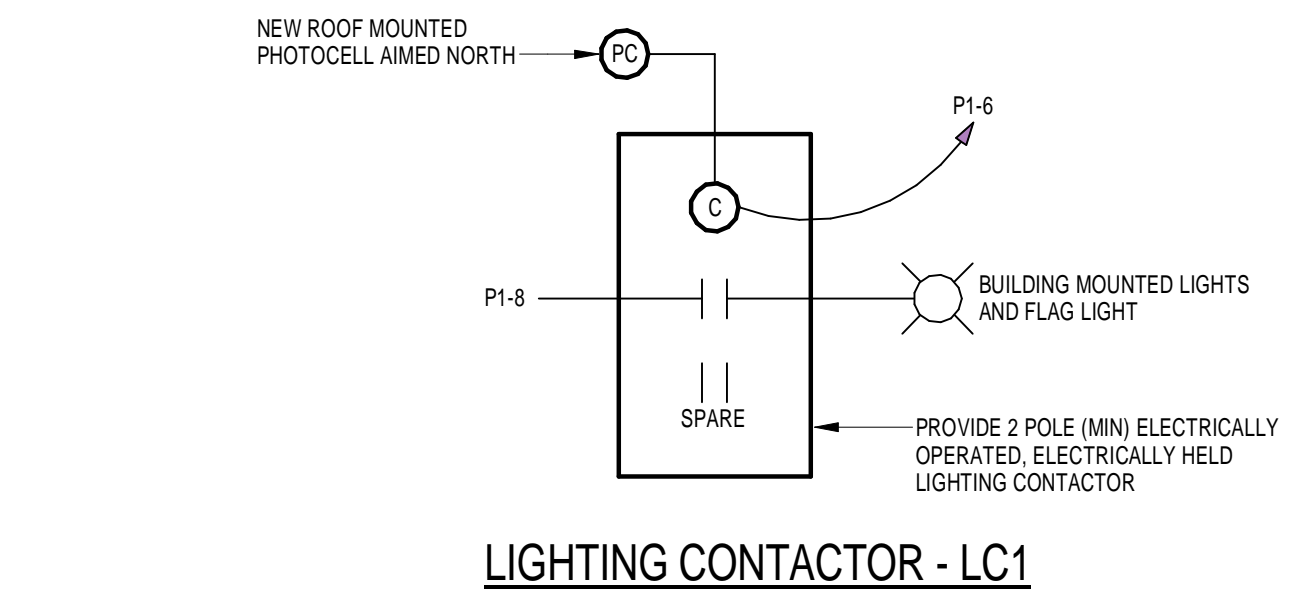 NEW ROOF MOUNTED
PHOTOCELL AIMED NORTH
PC
P1-6
C
P1-8
BUILDING MOUNTED LIGHTS
AND FLAG LIGHT
SPARE
PROVIDE 2 POLE (MIN) ELECTRICALLY
OPERATED, ELECTRICALLY HELD
LIGHTING CONTACTOR
LIGHTING CONTACTOR - LC1